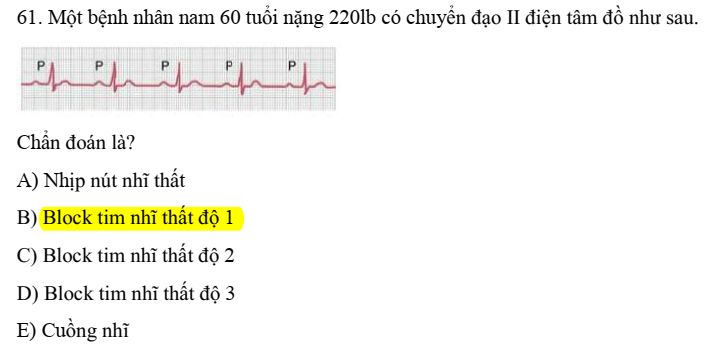 61. Một bệnh nhân nam 60 tuổi nặng 220lb có chuyển đạo II điện tâm đồ như sau.
P P P P P
Chẩn đoán là?
A) Nhịp nút nhĩ thất
B) Block tim nhĩ thất độ 1
C) Block tim nhĩ thất độ 2
D) Block tim nhĩ thất độ 3
E) Cuồng nhĩ